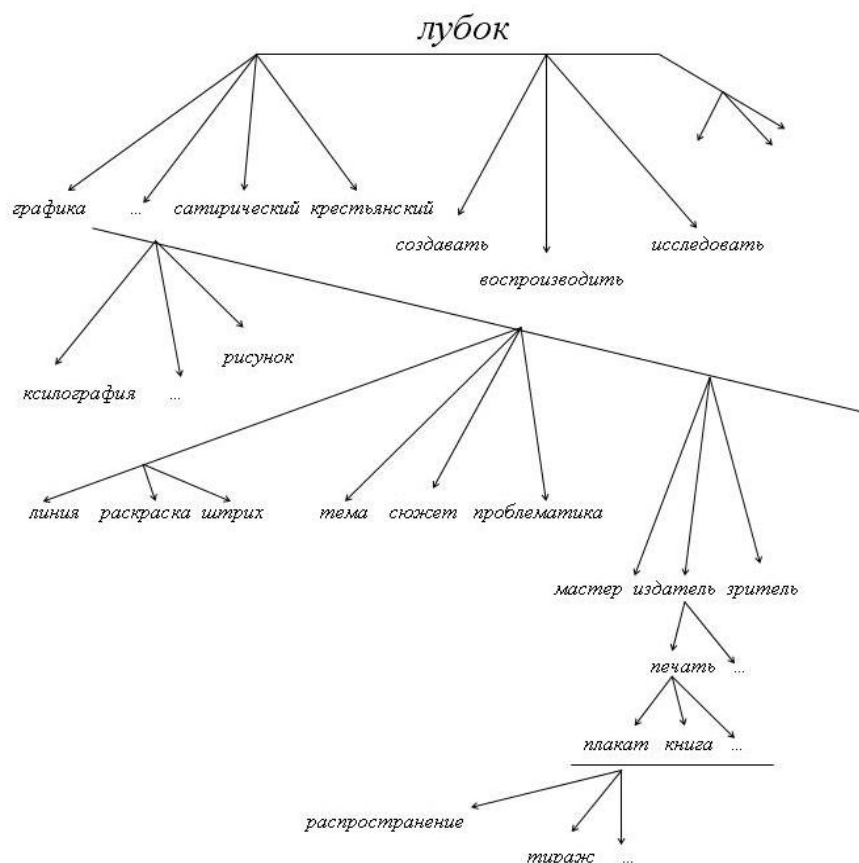 лубок
графика ... сатирический крестьянский
создавать исследовать
воспроизводить
рисунок
ксилография ...
линия раскраска штрих тема сюжет проблематика
мастер издатель зритель
печать ...
плакат книга ...
распространение
тираж ...